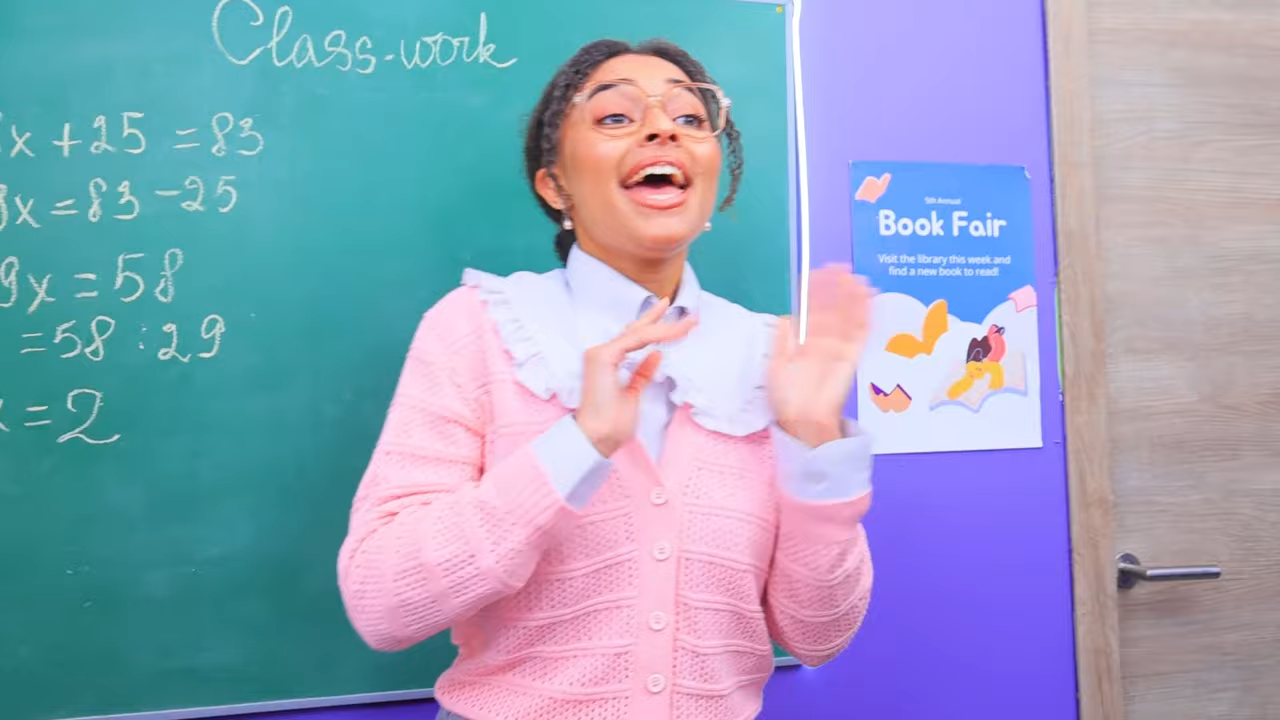 Class-work
x + 25 = 83
x = 83 - 25
9x = 58
= 58 : 29
= 2
5th Annual
Book Fair
Visit the library this week and
find a new book to read!